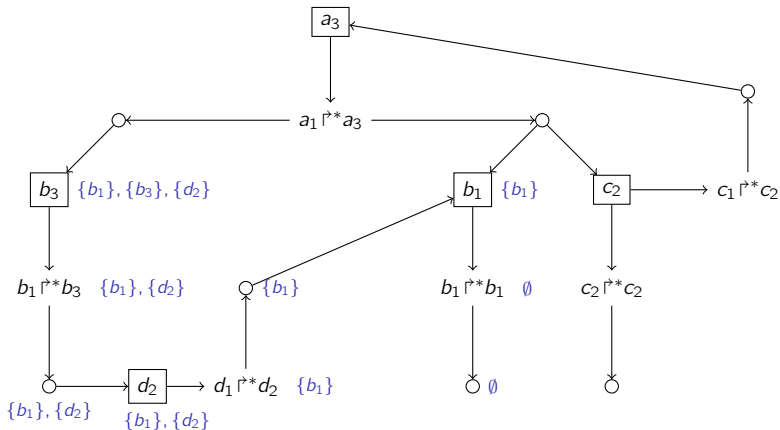 a₃
a₁ ↱* a₃
b₃ {b₁}, {b₃}, {d₂} b₁ {b₁} c₂ c₁ ↱* c₂
b₁ ↱* b₃ {b₁}, {d₂} {b₁} b₁ ↱* b₁ ∅ c₂ ↱* c₂
d₂ d₁ ↱* d₂ {b₁} ∅
{b₁}, {d₂} {b₁}, {d₂}